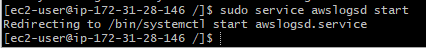 [ec2-user@ip-172-31-28-146 /]$ sudo service awslogsd start
Redirecting to /bin/systemctl start awslogsd.service
[ec2-user@ip-172-31-28-146 /]$